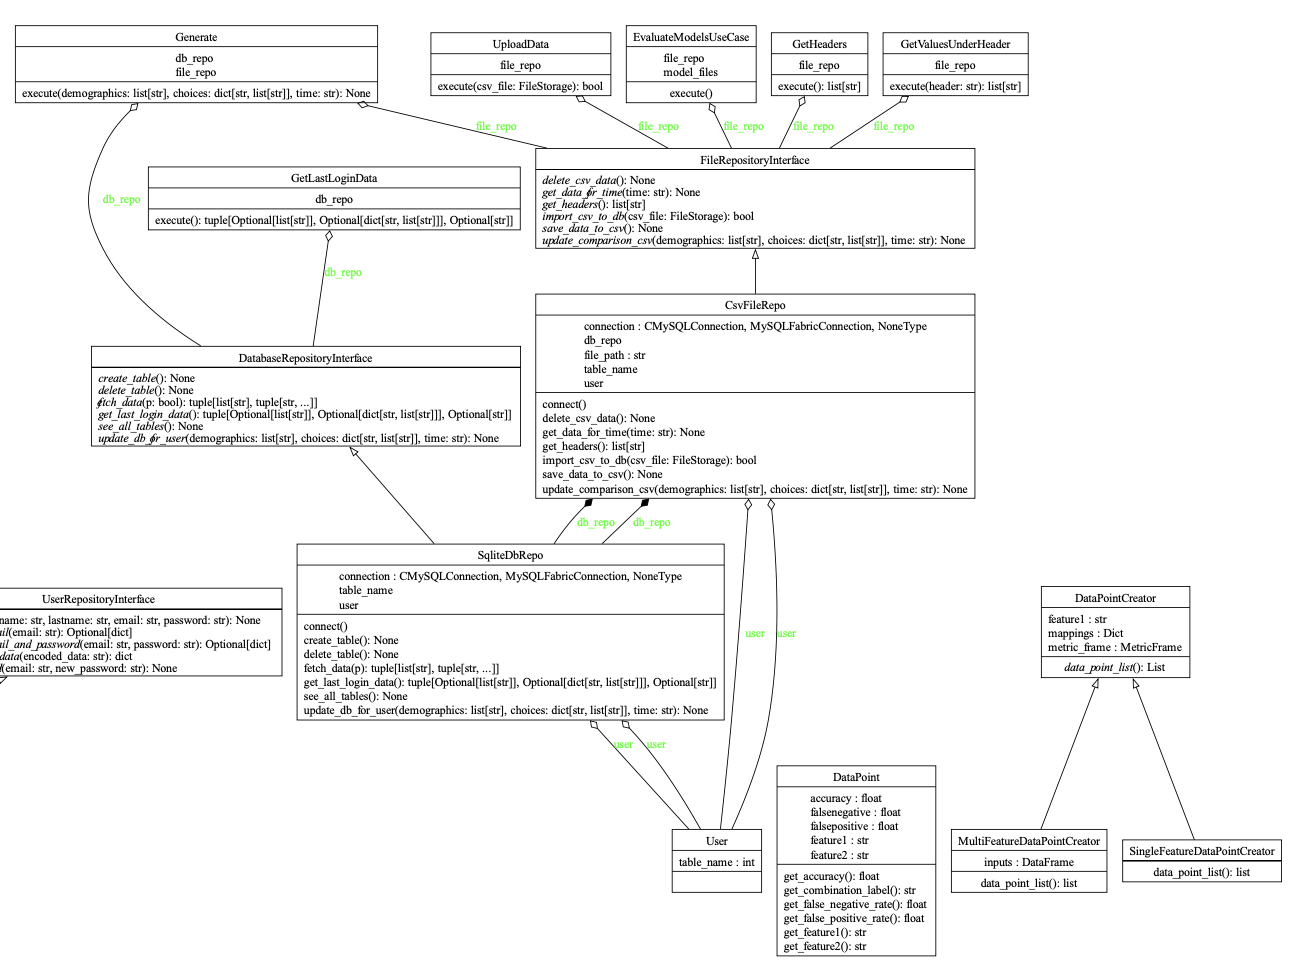 Generate
db_repo
file_repo
execute(demographics: list[str], choices: dict[str, list[str]], time: str): None
UploadData
file_repo
execute(csv_file: FileStorage): bool
EvaluateModelsUseCase
file_repo
model_files
execute()
GetHeaders
file_repo
execute(): list[str]
GetValuesUnderHeader
file_repo
execute(header: str): list[str]
file_repo
file_repo
file_repo
file_repo
file_repo
db_repo
GetLastLoginData
db_repo
execute(): tuple[Optional[list[str]], Optional[dict[str, list[str]]], Optional[str]]
db_repo
FileRepositoryInterface
delete_csv_data(): None
get_data_for_time(time: str): None
get_headers(): list[str]
import_csv_to_db(csv_file: FileStorage): bool
save_data_to_csv(): None
update_comparison_csv(demographics: list[str], choices: dict[str, list[str]], time: str): None
CsvFileRepo
connection : CMySQLConnection, MySQLFabricConnection, NoneType
db_repo
file_path : str
table_name
user
connect()
delete_csv_data(): None
get_data_for_time(time: str): None
get_headers(): list[str]
import_csv_to_db(csv_file: FileStorage): bool
save_data_to_csv(): None
update_comparison_csv(demographics: list[str], choices: dict[str, list[str]], time: str): None
DatabaseRepositoryInterface
create_table(): None
delete_table(): None
fetch_data(p: bool): tuple[list[str], tuple[str, ...]]
get_last_login_data(): tuple[Optional[list[str]], Optional[dict[str, list[str]]], Optional[str]]
see_all_tables(): None
update_db_for_user(demographics: list[str], choices: dict[str, list[str]], time: str): None
db_repo
db_repo
SqliteDbRepo
connection : CMySQLConnection, MySQLFabricConnection, NoneType
table_name
user
connect()
create_table(): None
delete_table(): None
fetch_data(p): tuple[list[str], tuple[str, ...]]
get_last_login_data(): tuple[Optional[list[str]], Optional[dict[str, list[str]]], Optional[str]]
see_all_tables(): None
update_db_for_user(demographics: list[str], choices: dict[str, list[str]], time: str): None
UserRepositoryInterface
name: str, lastname: str, email: str, password: str): None
ail(email: str): Optional[dict]
ail_and_password(email: str, password: str): Optional[dict]
data(encoded_data: str): dict
(email: str, new_password: str): None
user
user
user
user
User
table_name : int
DataPoint
accuracy : float
falsenegative : float
falsepositive : float
feature1 : str
feature2 : str
get_accuracy(): float
get_combination_label(): str
get_false_negative_rate(): float
get_false_positive_rate(): float
get_feature1(): str
get_feature2(): str
DataPointCreator
feature1 : str
mappings : Dict
metric_frame : MetricFrame
data_point_list(): List
MultiFeatureDataPointCreator
inputs : DataFrame
data_point_list(): list
SingleFeatureDataPointCreator
data_point_list(): list